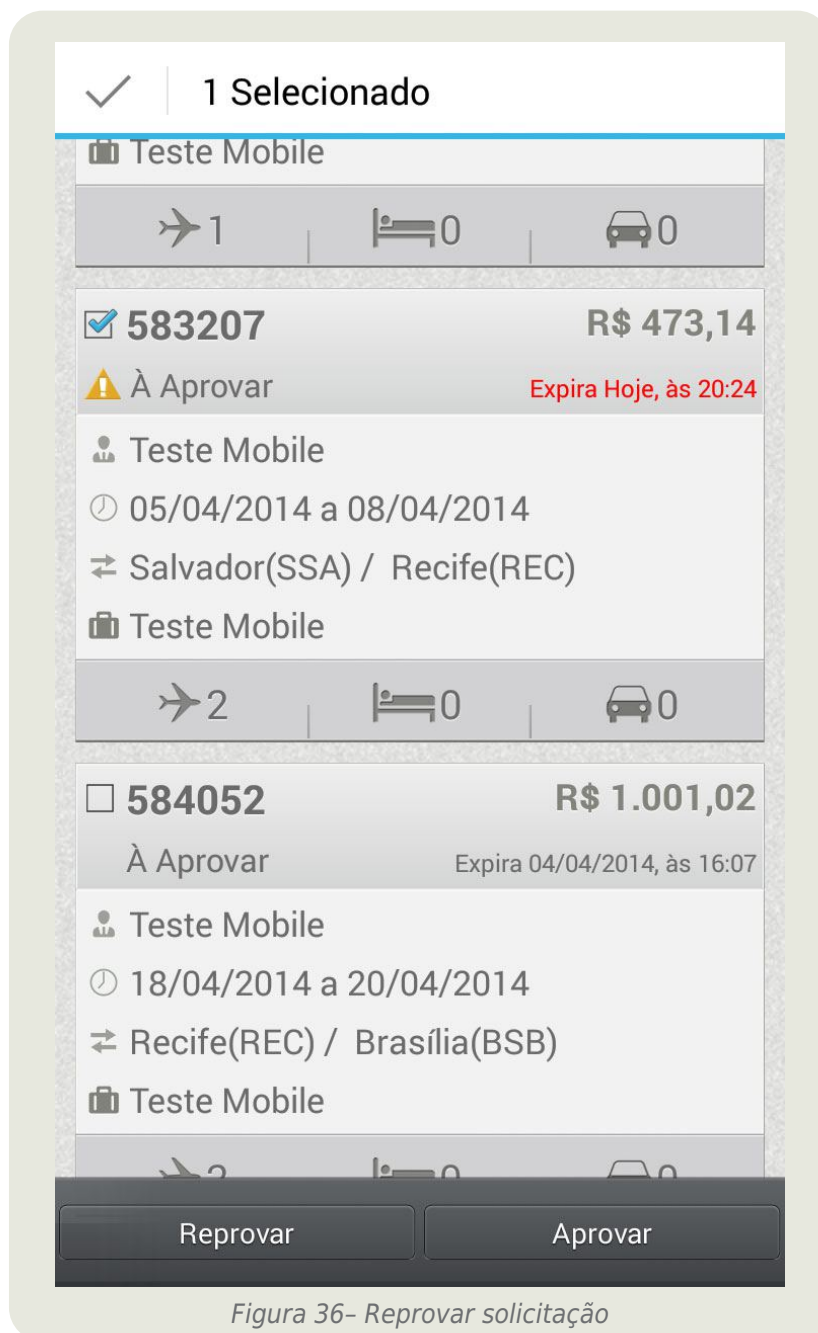 1 Selecionado
Teste Mobile
1 0 0
583207 R$ 473,14
À Aprovar Expira Hoje, às 20:24
Teste Mobile
05/04/2014 a 08/04/2014
Salvador(SSA) / Recife(REC)
Teste Mobile
2 0 0
584052 R$ 1.001,02
À Aprovar Expira 04/04/2014, às 16:07
Teste Mobile
18/04/2014 a 20/04/2014
Recife(REC) / Brasília(BSB)
Teste Mobile
2 0 0
Reprovar Aprovar
Figura 36– Reprovar solicitação